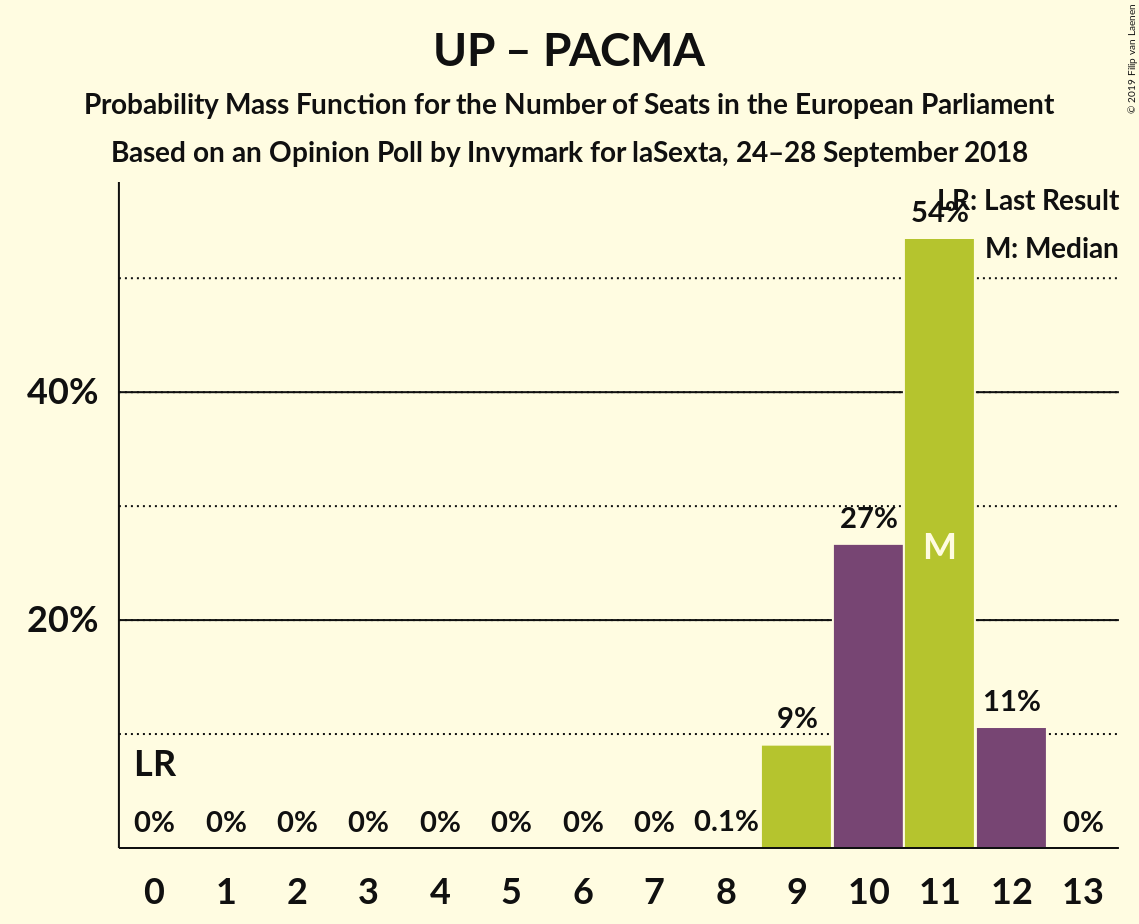 UP – PACMA
Probability Mass Function for the Number of Seats in the European Parliament
Based on an Opinion Poll by Invymark for laSexta, 24–28 September 2018
© 2019 Filip van Laenen
LR: Last Result
M: Median
54%
40%
27%
M
20%
11%
9%
LR
0% 0% 0% 0% 0% 0% 0% 0% 0.1% 0%
0 1 2 3 4 5 6 7 8 9 10 11 12 13